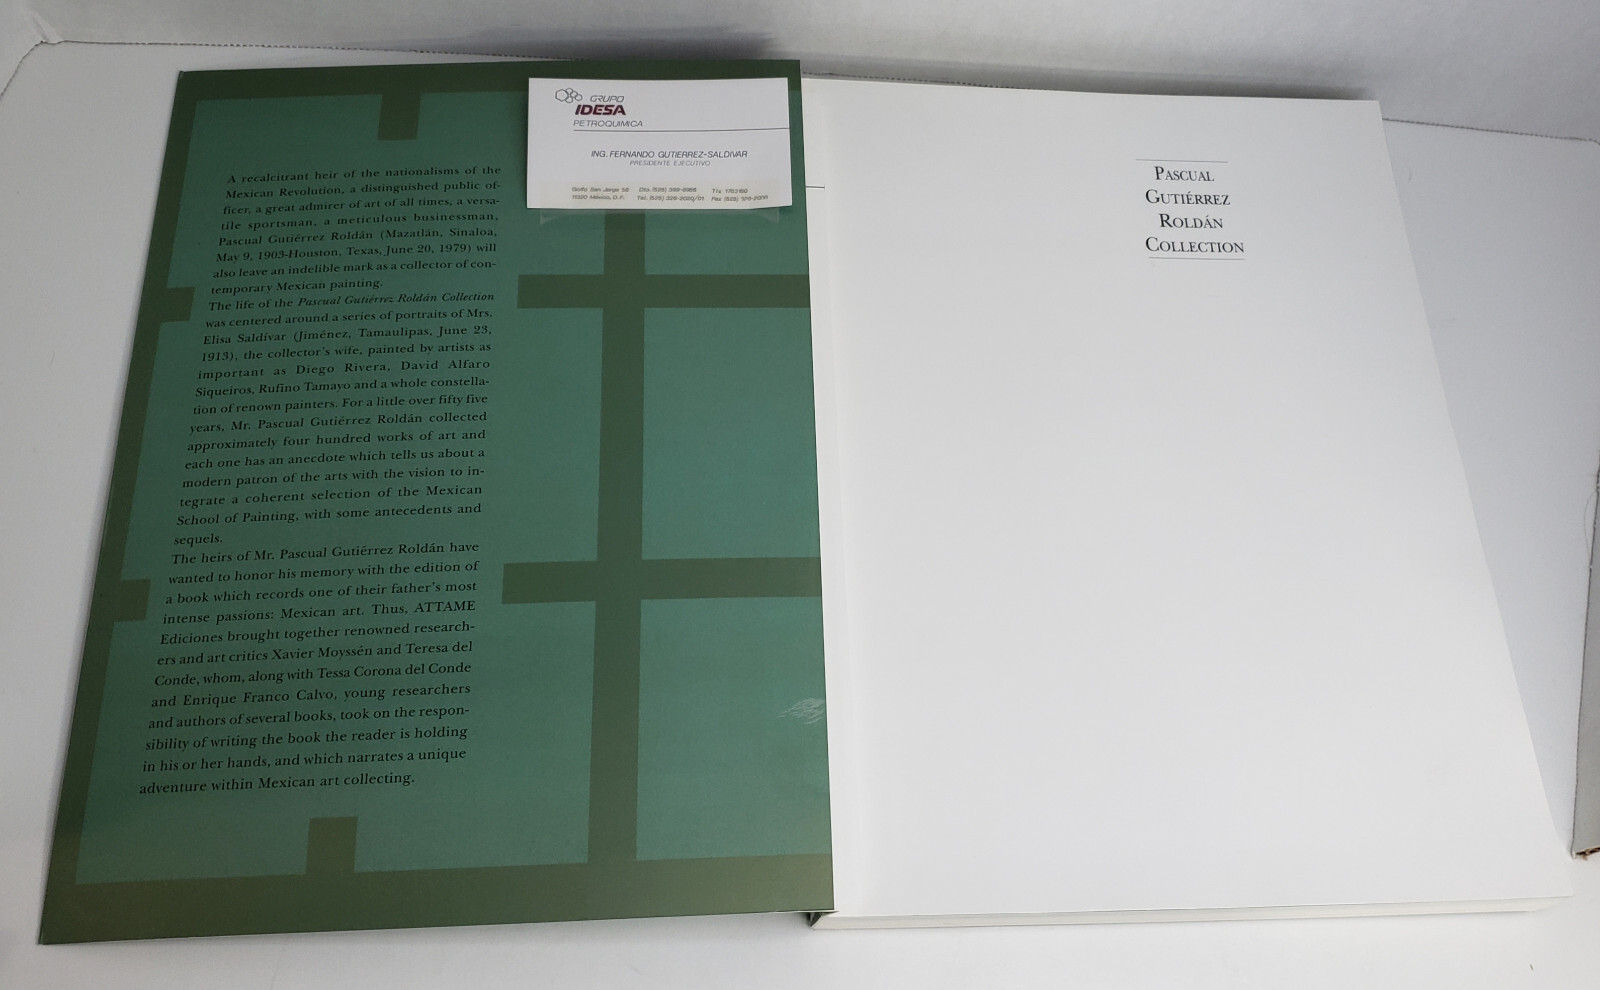 GRUPO
IDESA
PETROQUIMICA
ING. FERNANDO GUTIERREZ-SALDIVAR
PRESIDENTE EJECUTIVO
Golfo San Jorge 58
11320 México, D.F.
A recalcitrant heir of the nationalisms of the
Mexican Revolution, a distinguished public of-
ficer, a great admirer of art of all times, a versa-
tile sportsman, a meticulous businessman,
Pascual Gutiérrez Roldán (Mazatlán, Sinaloa,
May 9, 1903-Houston, Texas, June 20, 1979) will
also leave an indelible mark as a collector of con-
temporary Mexican painting.
The life of the Pascual Gutiérrez Roldán Collection
was centered around a series of portraits of Mrs.
Elisa Saldívar (Jiménez, Tamaulipas, June 23,
1913), the collector's wife, painted by artists as
important as Diego Rivera, David Alfaro
Siqueiros, Rufino Tamayo and a whole constella-
tion of renown painters. For a little over fifty five
years, Mr. Pascual Gutiérrez Roldán collected
approximately four hundred works of art and
each one has an anecdote which tells us about a
modern patron of the arts with the vision to in-
tegrate a coherent selection of the Mexican
School of Painting, with some antecedents and
sequels.
The heirs of Mr. Pascual Gutiérrez Roldán have
wanted to honor his memory with the edition of
a book which records one of their father's most
intense passions: Mexican art. Thus, ATTAME
Ediciones brought together renowned research-
ers and art critics Xavier Moyssén and Teresa del
Conde, whom, along with Tessa Corona del Conde
and Enrique Franco Calvo, young researchers
and authors of several books, took on the respon-
sibility of writing the book the reader is holding
in his or her hands, and which narrates a unique
adventure within Mexican art collecting.
PASCUAL
GUTIÉRREZ
ROLDÁN
COLLECTION